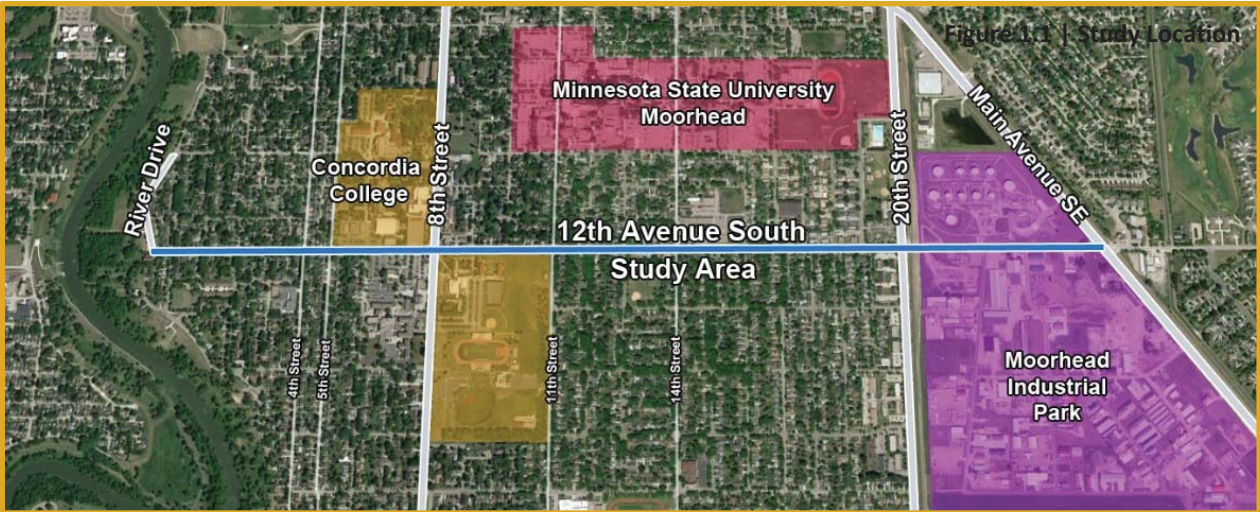 Figure 1.1 | Study Location
Minnesota State University
Moorhead
Main Avenue SE
River Drive
Concordia
College
8th Street
20th Street
12th Avenue South
Study Area
4th Street
5th Street
11th Street
14th Street
Moorhead
Industrial
Park